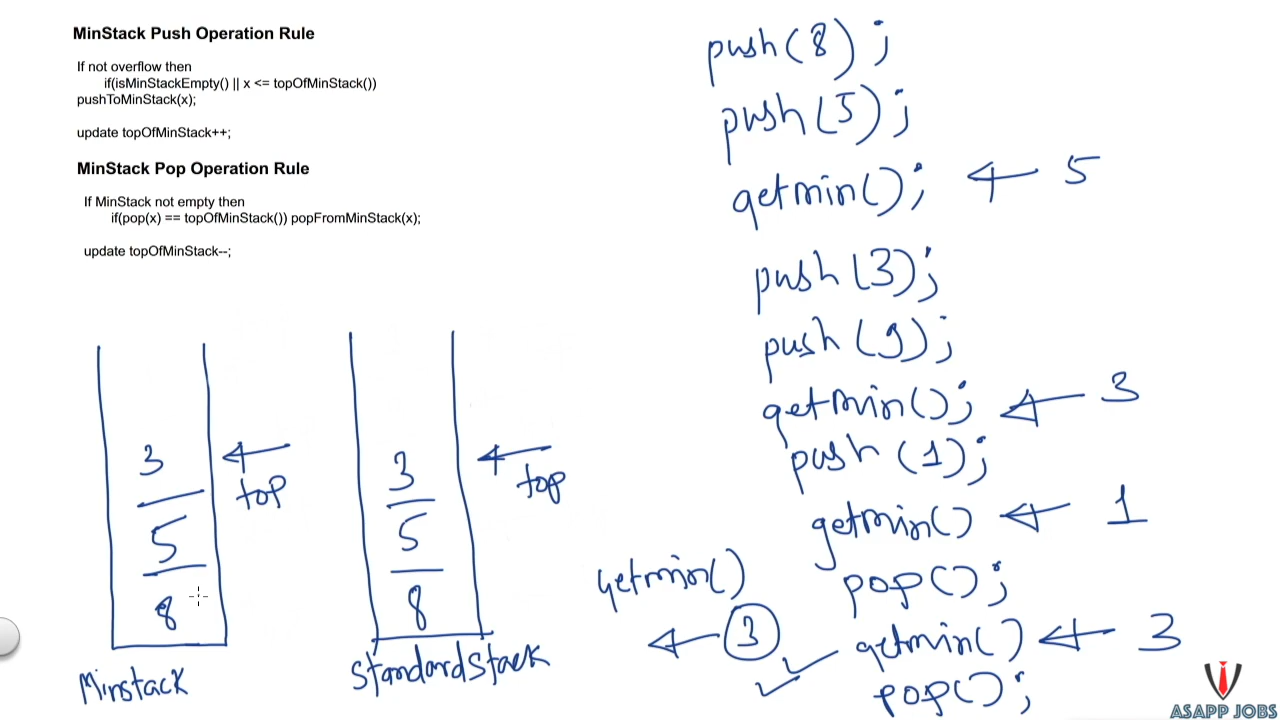 MinStack Push Operation Rule
If not overflow then
if(isMinStackEmpty() || x <= topOfMinStack())
pushToMinStack(x);
update topOfMinStack++;
MinStack Pop Operation Rule
If MinStack not empty then
if(pop(x) == topOfMinStack()) popFromMinStack(x);
update topOfMinStack--;
3
top
5
8
Minstack
3
top
5
8
Standardstack
push(8);
push(5);
getmin(); 5
push(3);
push(9);
getmin(); 3
push(1);
getmin() 1
pop();
getmin() 3
pop();
getmin()
3
ASAPP JOBS